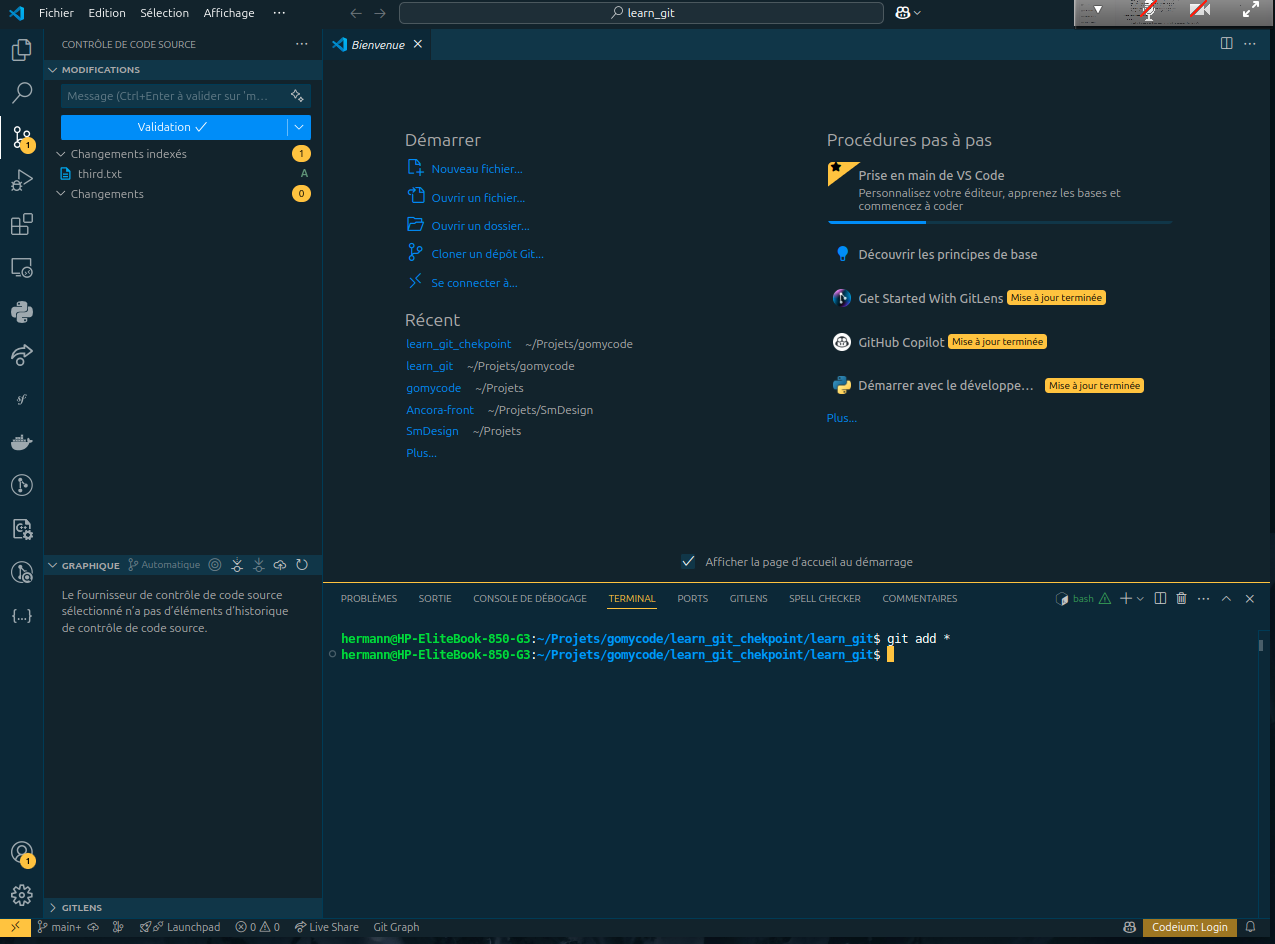 Fichier Edition Sélection Affichage ··· learn_git
CONTRÔLE DE CODE SOURCE ···
MODIFICATIONS
Message (Ctrl+Enter à valider sur 'm...
Validation
Changements indexés 1
third.txt A
Changements 0
1
GRAPHIQUE Automatique
Le fournisseur de contrôle de code source
sélectionné n'a pas d'éléments d'historique
de contrôle de code source.
1
GITLENS
Bienvenue
Démarrer
Nouveau fichier...
Ouvrir un fichier...
Ouvrir un dossier...
Cloner un dépôt Git...
Se connecter à...
Récent
learn_git_chekpoint ~/Projets/gomycode
learn_git ~/Projets/gomycode
gomycode ~/Projets
Ancora-front ~/Projets/SmDesign
SmDesign ~/Projets
Plus...
Procédures pas à pas
Prise en main de VS Code
Personnalisez votre éditeur, apprenez les bases et
commencez à coder
Découvrir les principes de base
Get Started With GitLens Mise à jour terminée
GitHub Copilot Mise à jour terminée
Démarrer avec le développe... Mise à jour terminée
Plus...
Afficher la page d'accueil au démarrage
PROBLÈMES SORTIE CONSOLE DE DÉBOGAGE TERMINAL PORTS GITLENS SPELL CHECKER COMMENTAIRES bash
hermann@HP-EliteBook-850-G3:~/Projets/gomycode/learn_git_chekpoint/learn_git$ git add *
hermann@HP-EliteBook-850-G3:~/Projets/gomycode/learn_git_chekpoint/learn_git$
main+ Launchpad 0 0 Live Share Git Graph Codeium: Login